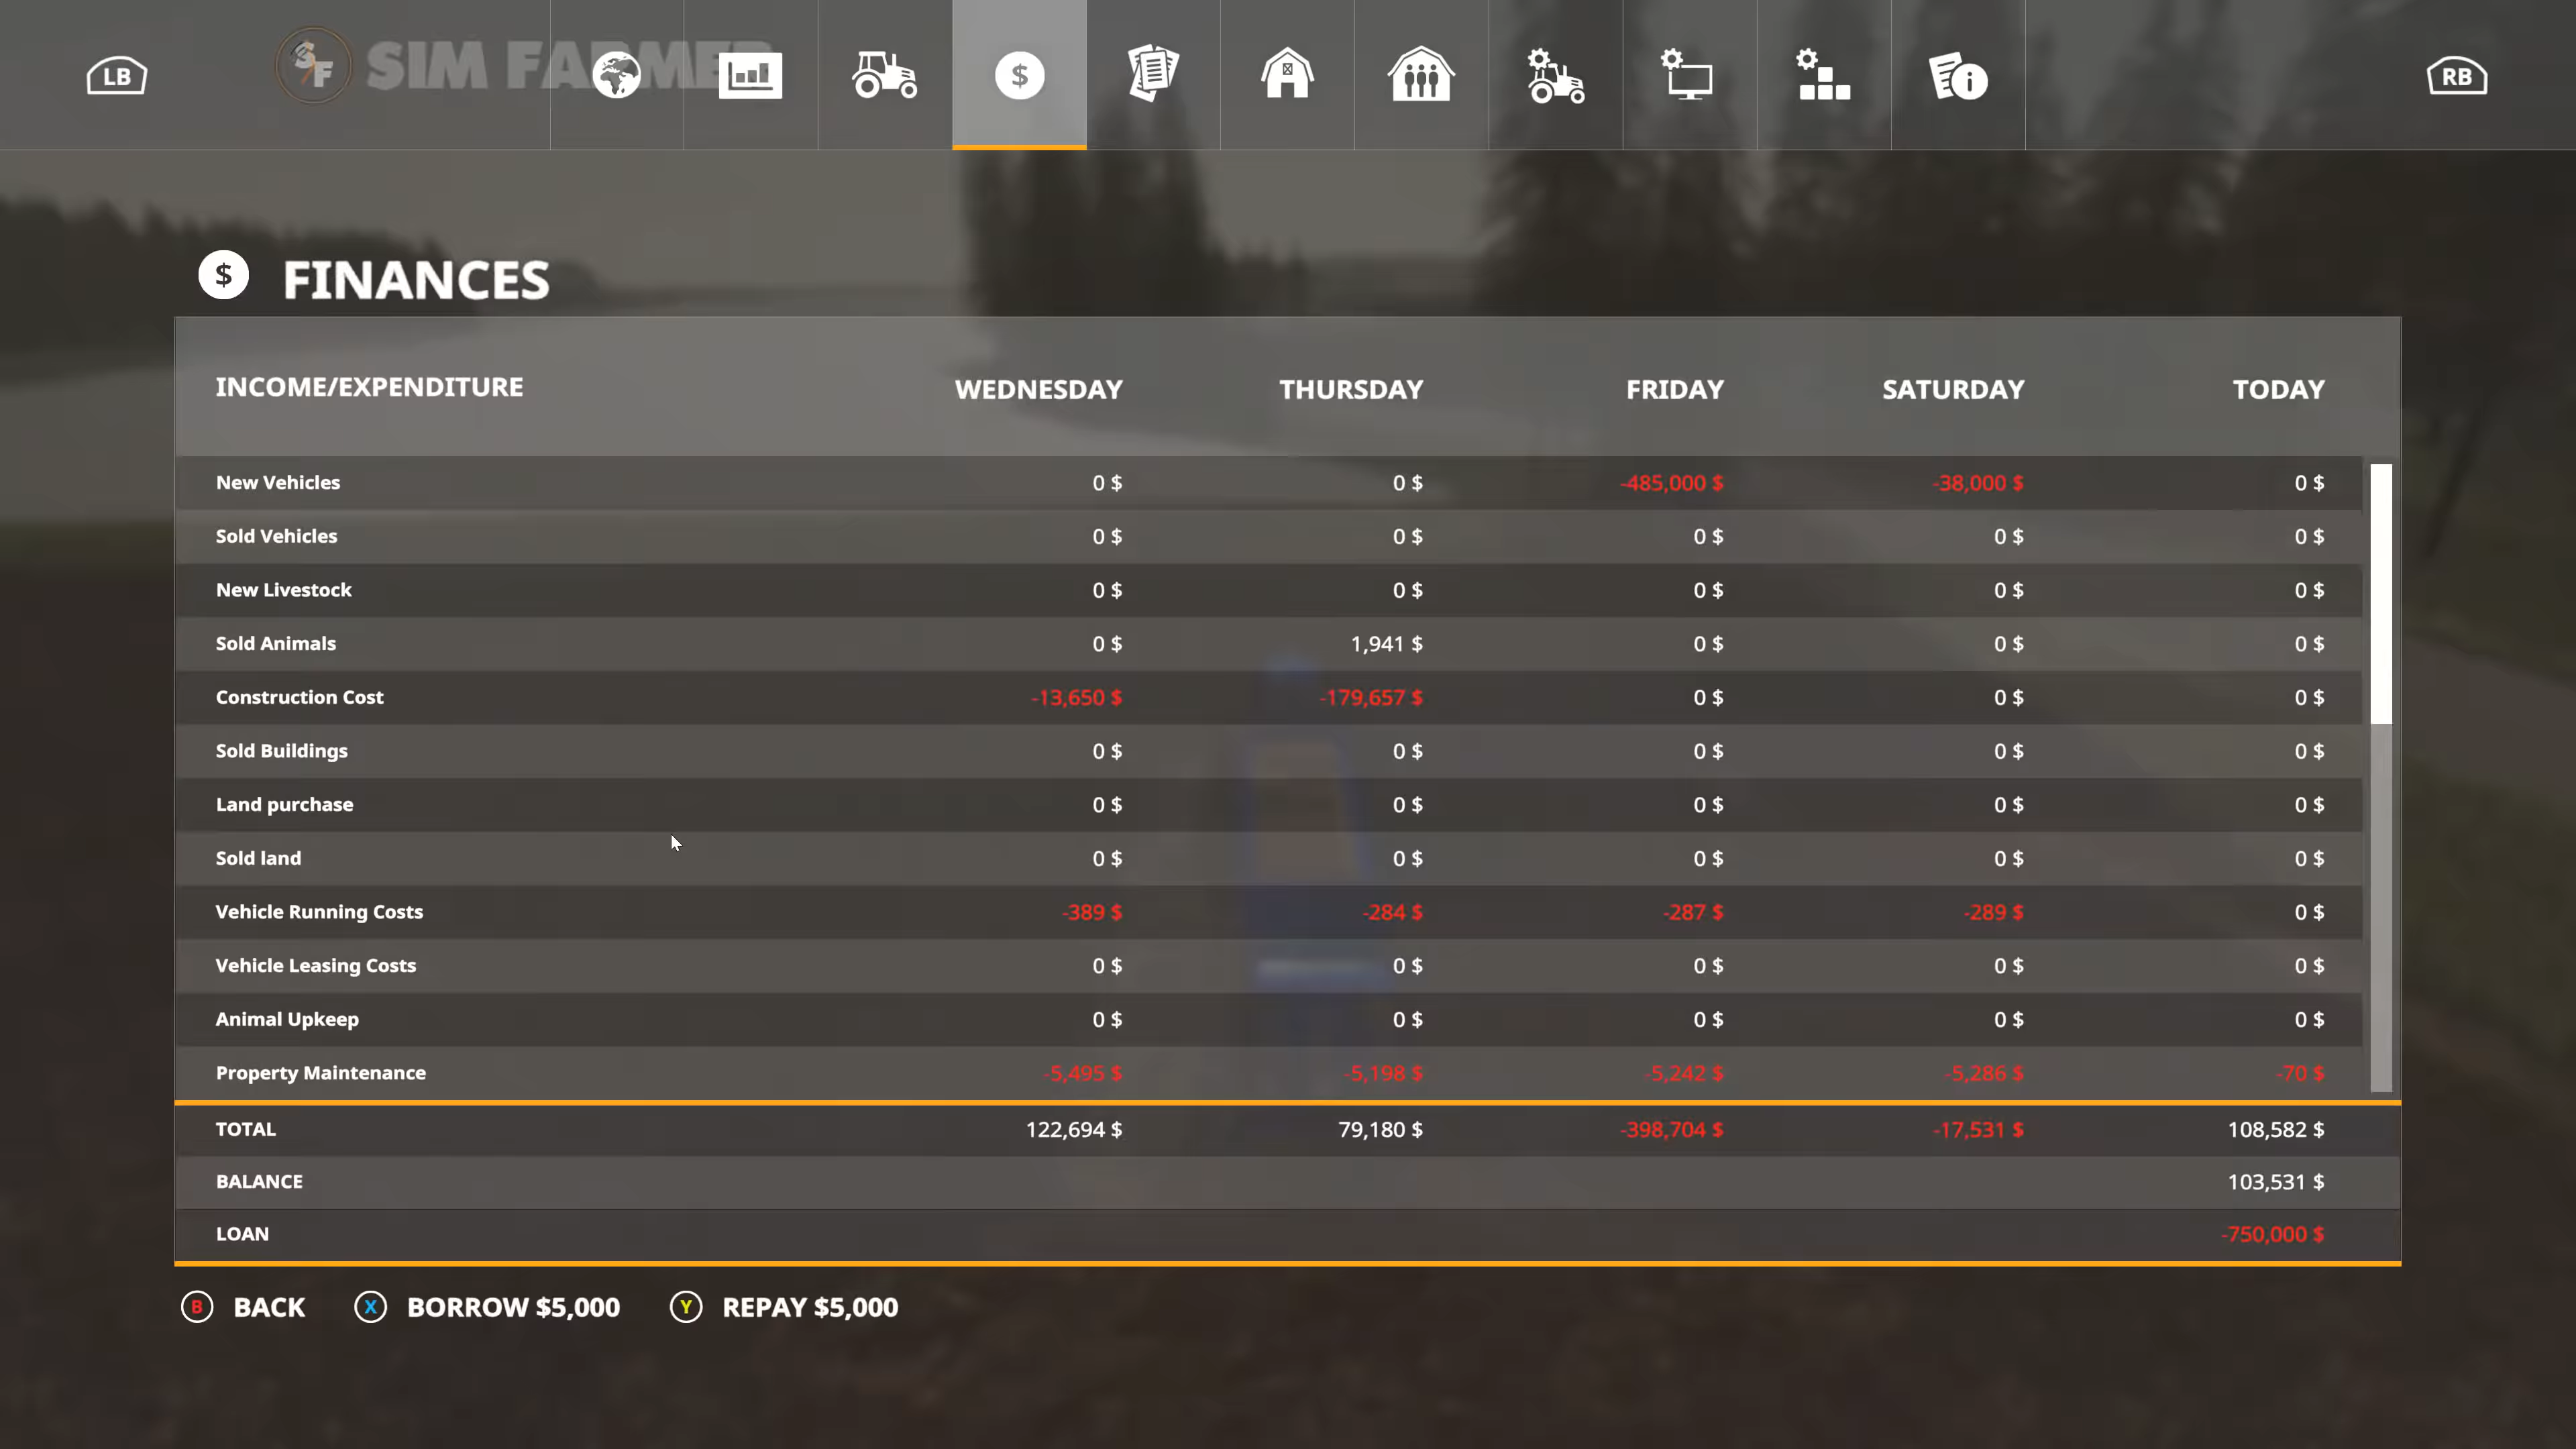 LB
SF SIM FARMER
RB
$ FINANCES
INCOME/EXPENDITURE WEDNESDAY THURSDAY FRIDAY SATURDAY TODAY
New Vehicles 0 $ 0 $ -485,000 $ -38,000 $ 0 $
Sold Vehicles 0 $ 0 $ 0 $ 0 $ 0 $
New Livestock 0 $ 0 $ 0 $ 0 $ 0 $
Sold Animals 0 $ 1,941 $ 0 $ 0 $ 0 $
Construction Cost -13,650 $ -179,657 $ 0 $ 0 $ 0 $
Sold Buildings 0 $ 0 $ 0 $ 0 $ 0 $
Land purchase 0 $ 0 $ 0 $ 0 $ 0 $
Sold land 0 $ 0 $ 0 $ 0 $ 0 $
Vehicle Running Costs -389 $ -284 $ -287 $ -289 $ 0 $
Vehicle Leasing Costs 0 $ 0 $ 0 $ 0 $ 0 $
Animal Upkeep 0 $ 0 $ 0 $ 0 $ 0 $
Property Maintenance -5,495 $ -5,198 $ -5,242 $ -5,286 $ -70 $
TOTAL 122,694 $ 79,180 $ -398,704 $ -17,531 $ 108,582 $
BALANCE 103,531 $
LOAN -750,000 $
B BACK X BORROW $5,000 Y REPAY $5,000